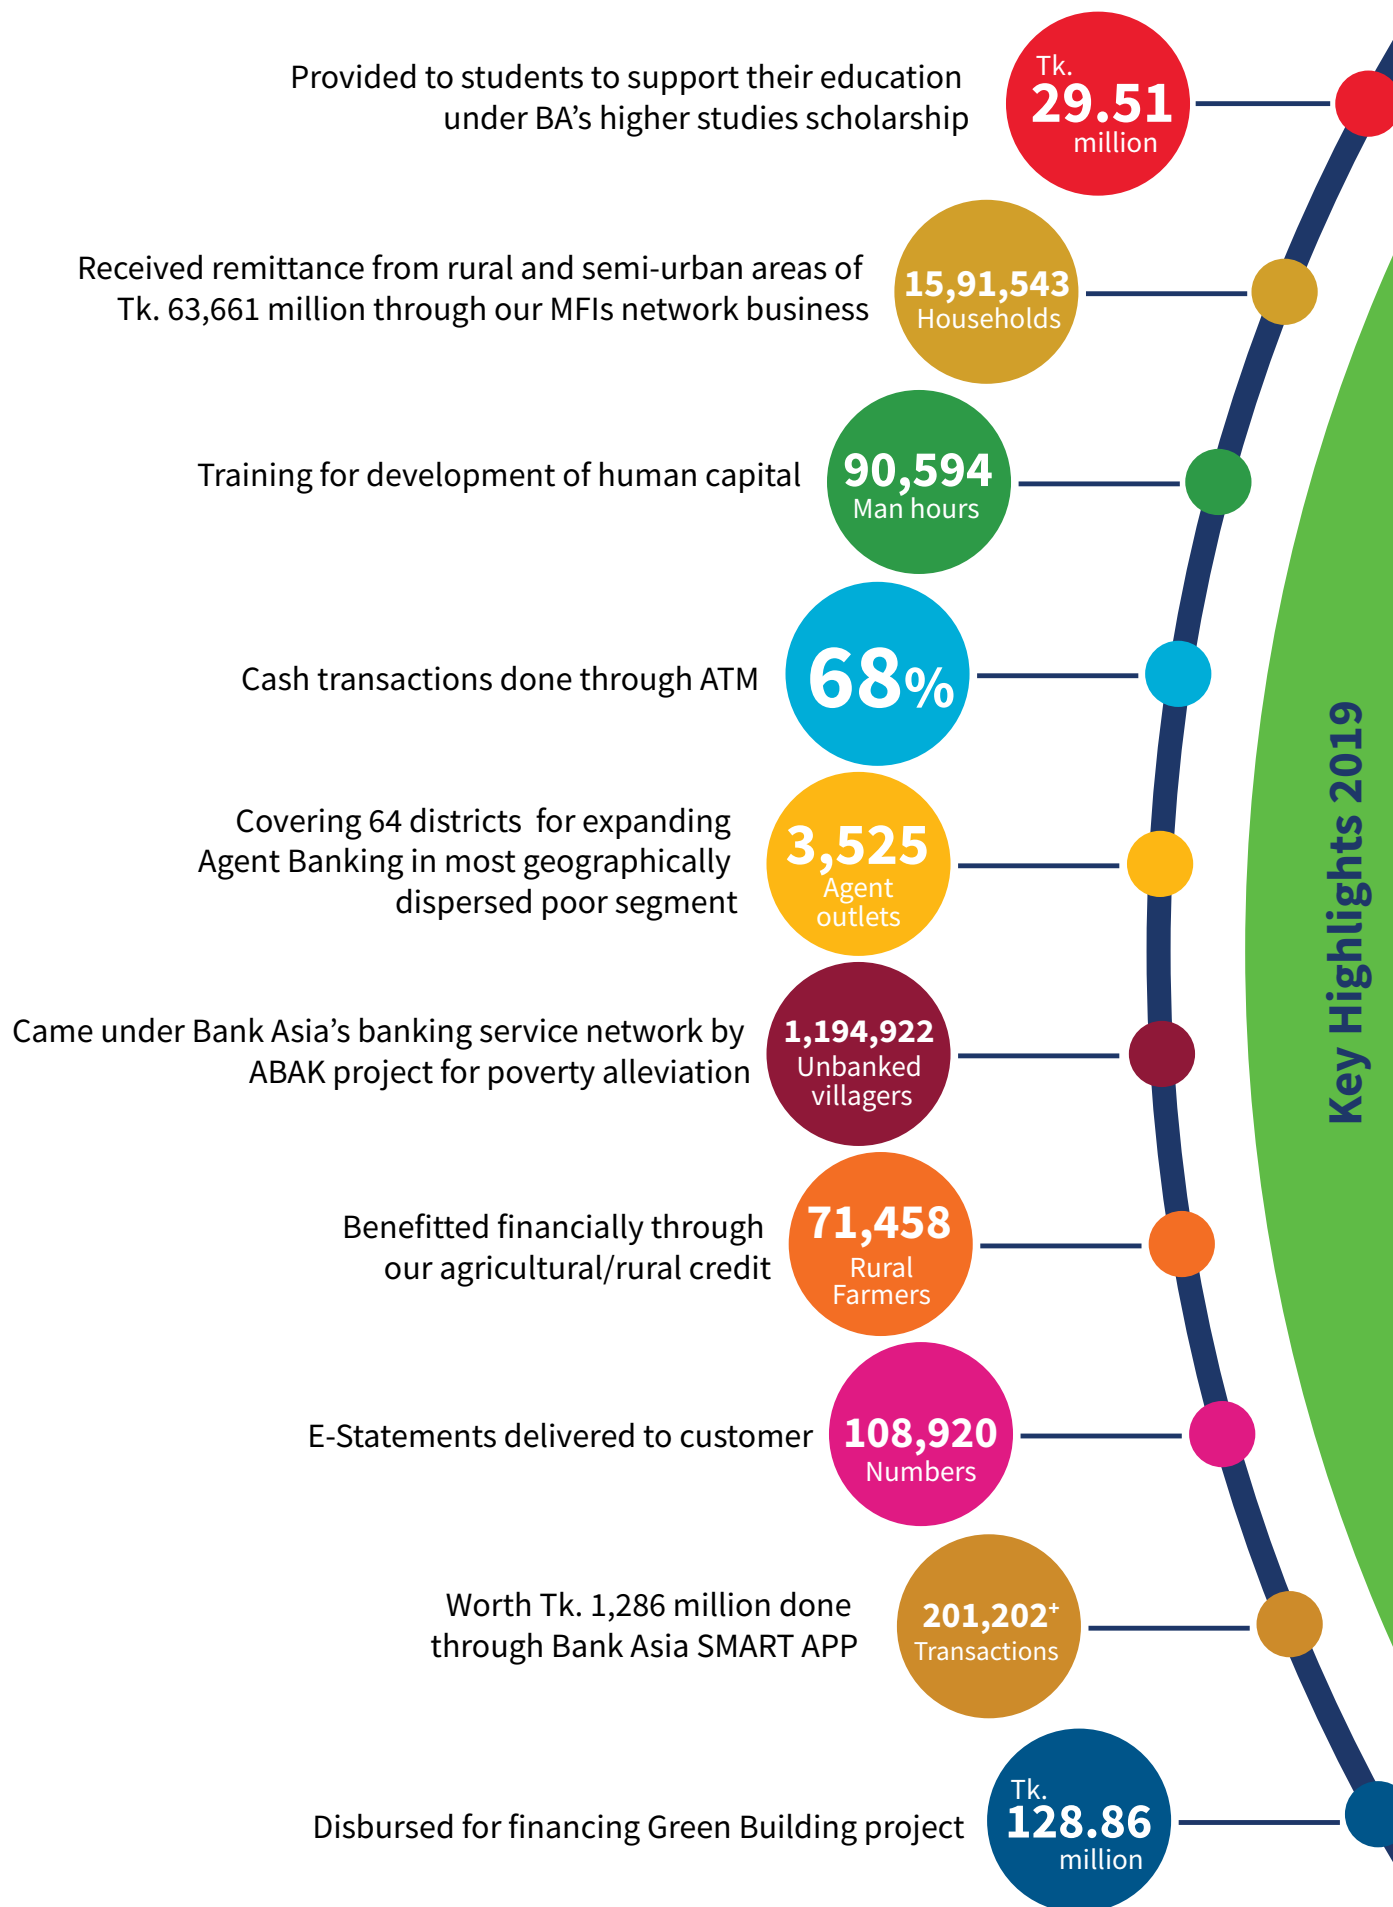 Provided to students to support their education
under BA’s higher studies scholarship
Tk.
29.51
million
Received remittance from rural and semi-urban areas of
Tk. 63,661 million through our MFIs network business
15,91,543
Households
Training for development of human capital
90,594
Man hours
Cash transactions done through ATM
68%
Covering 64 districts for expanding
Agent Banking in most geographically
dispersed poor segment
3,525
Agent
outlets
Came under Bank Asia’s banking service network by
ABAK project for poverty alleviation
1,194,922
Unbanked
villagers
Benefitted financially through
our agricultural/rural credit
71,458
Rural
Farmers
E-Statements delivered to customer
108,920
Numbers
Worth Tk. 1,286 million done
through Bank Asia SMART APP
201,202+
Transactions
Disbursed for financing Green Building project
Tk.
128.86
million
Key Highlights 2019